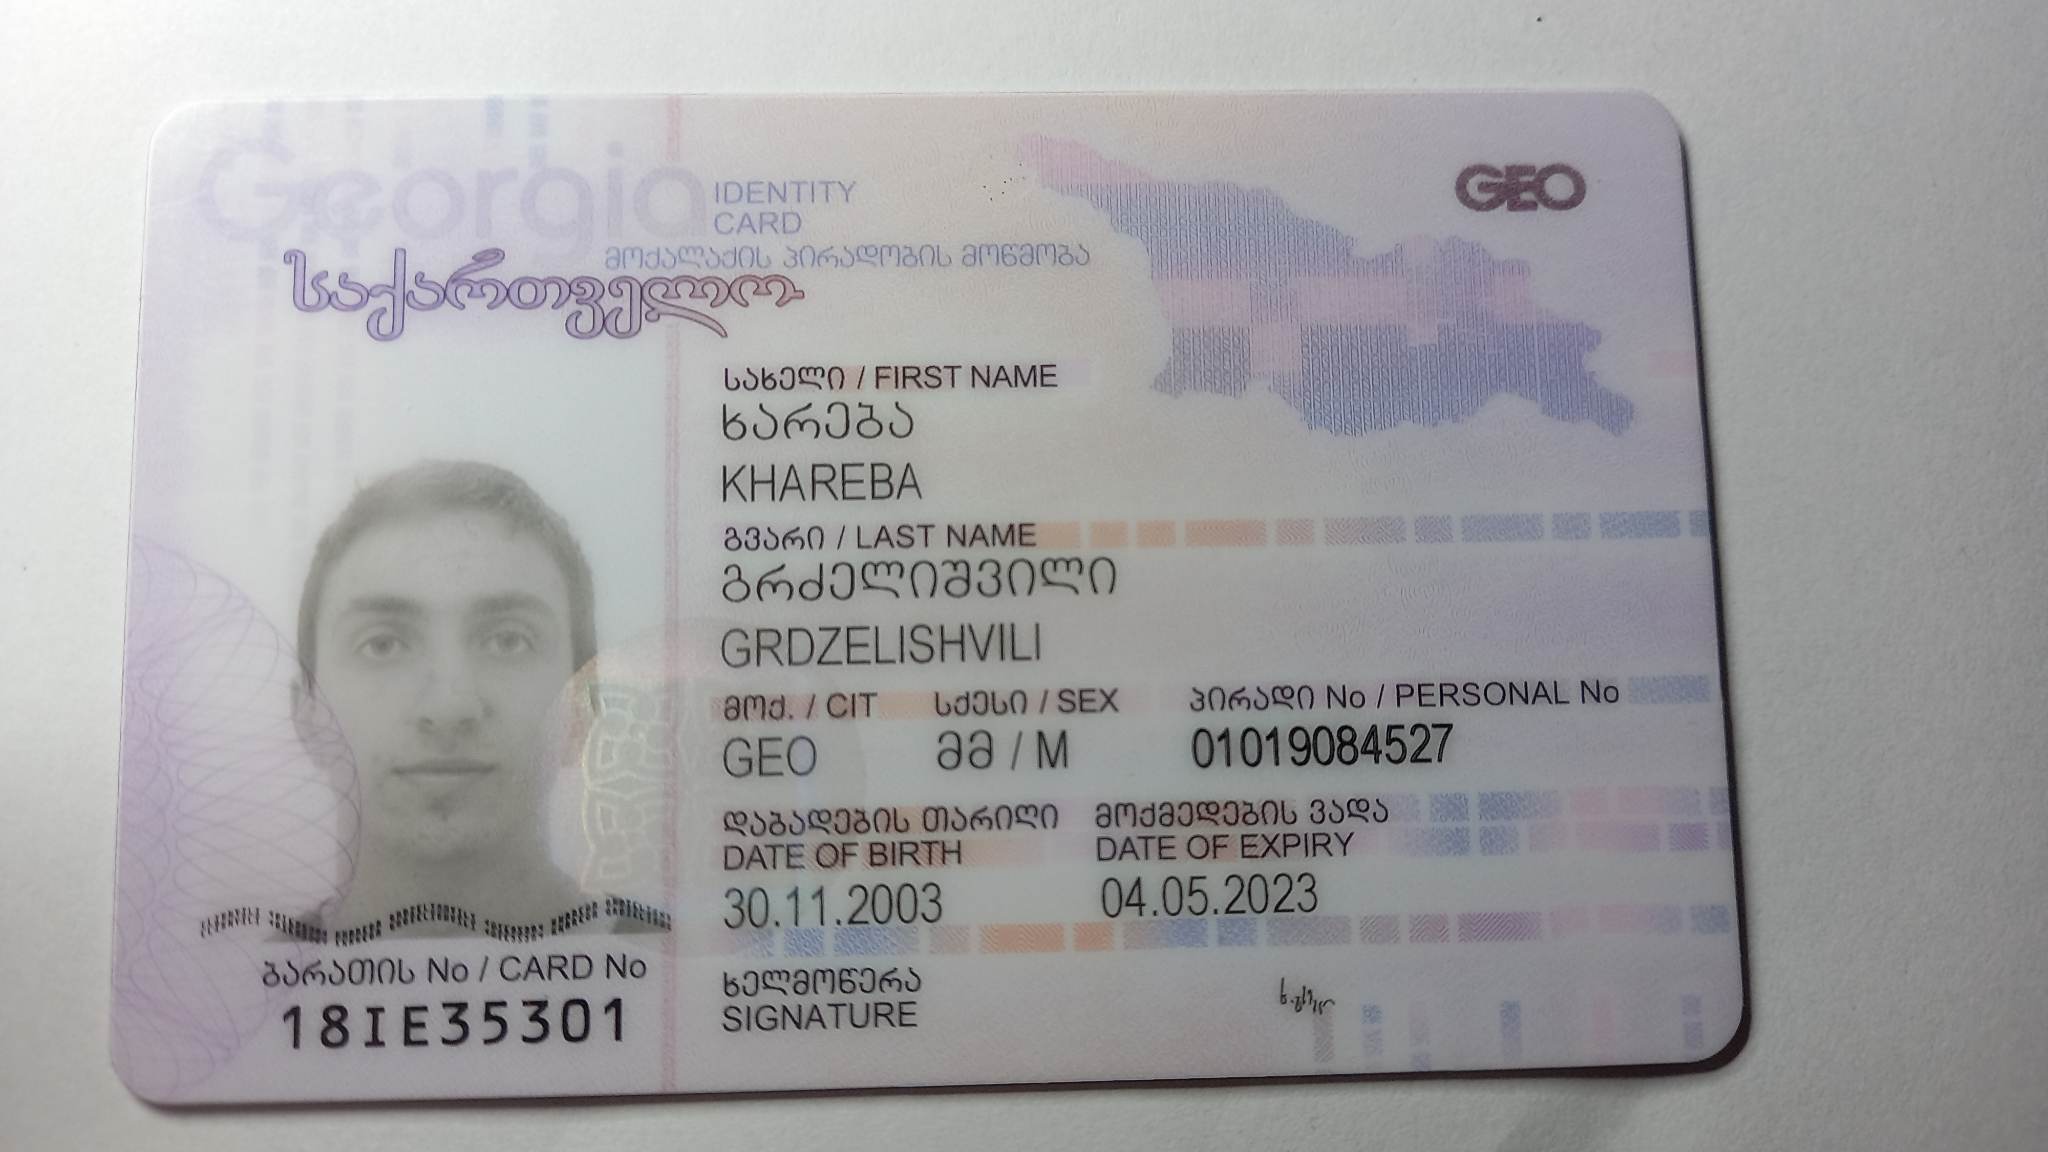 Georgia
IDENTITY
CARD
GEO
მოქალაქის პირადობის მოწმობა
საქართველო
სახელი / FIRST NAME
ხარება
KHAREBA
გვარი / LAST NAME
გრძელიშვილი
GRDZELISHVILI
მოქ. / CIT სქესი / SEX პირადი No / PERSONAL No
GEO მმ / M 01019084527
დაბადების თარიღი მოქმედების ვადა
DATE OF BIRTH DATE OF EXPIRY
30.11.2003 04.05.2023
ბარათის No / CARD No
18IE35301
ხელმოწერა
SIGNATURE